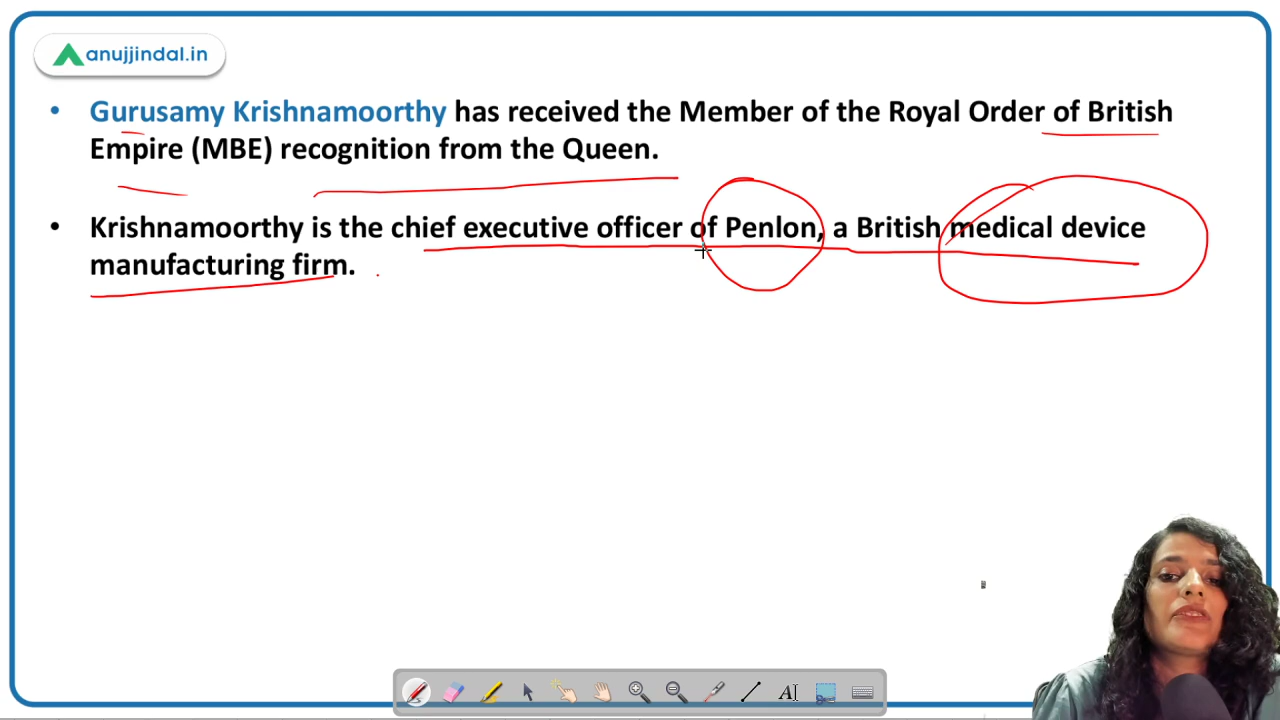 anujjindal.in
• Gurusamy Krishnamoorthy has received the Member of the Royal Order of British
Empire (MBE) recognition from the Queen.
• Krishnamoorthy is the chief executive officer of Penlon, a British medical device
manufacturing firm.
AI